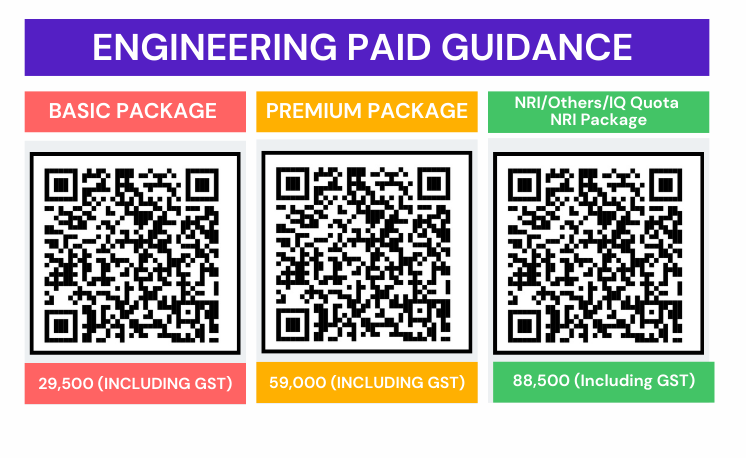 ENGINEERING PAID GUIDANCE
BASIC PACKAGE
PREMIUM PACKAGE
NRI/Others/IQ Quota
NRI Package
29,500 (INCLUDING GST)
59,000 (INCLUDING GST)
88,500 (Including GST)